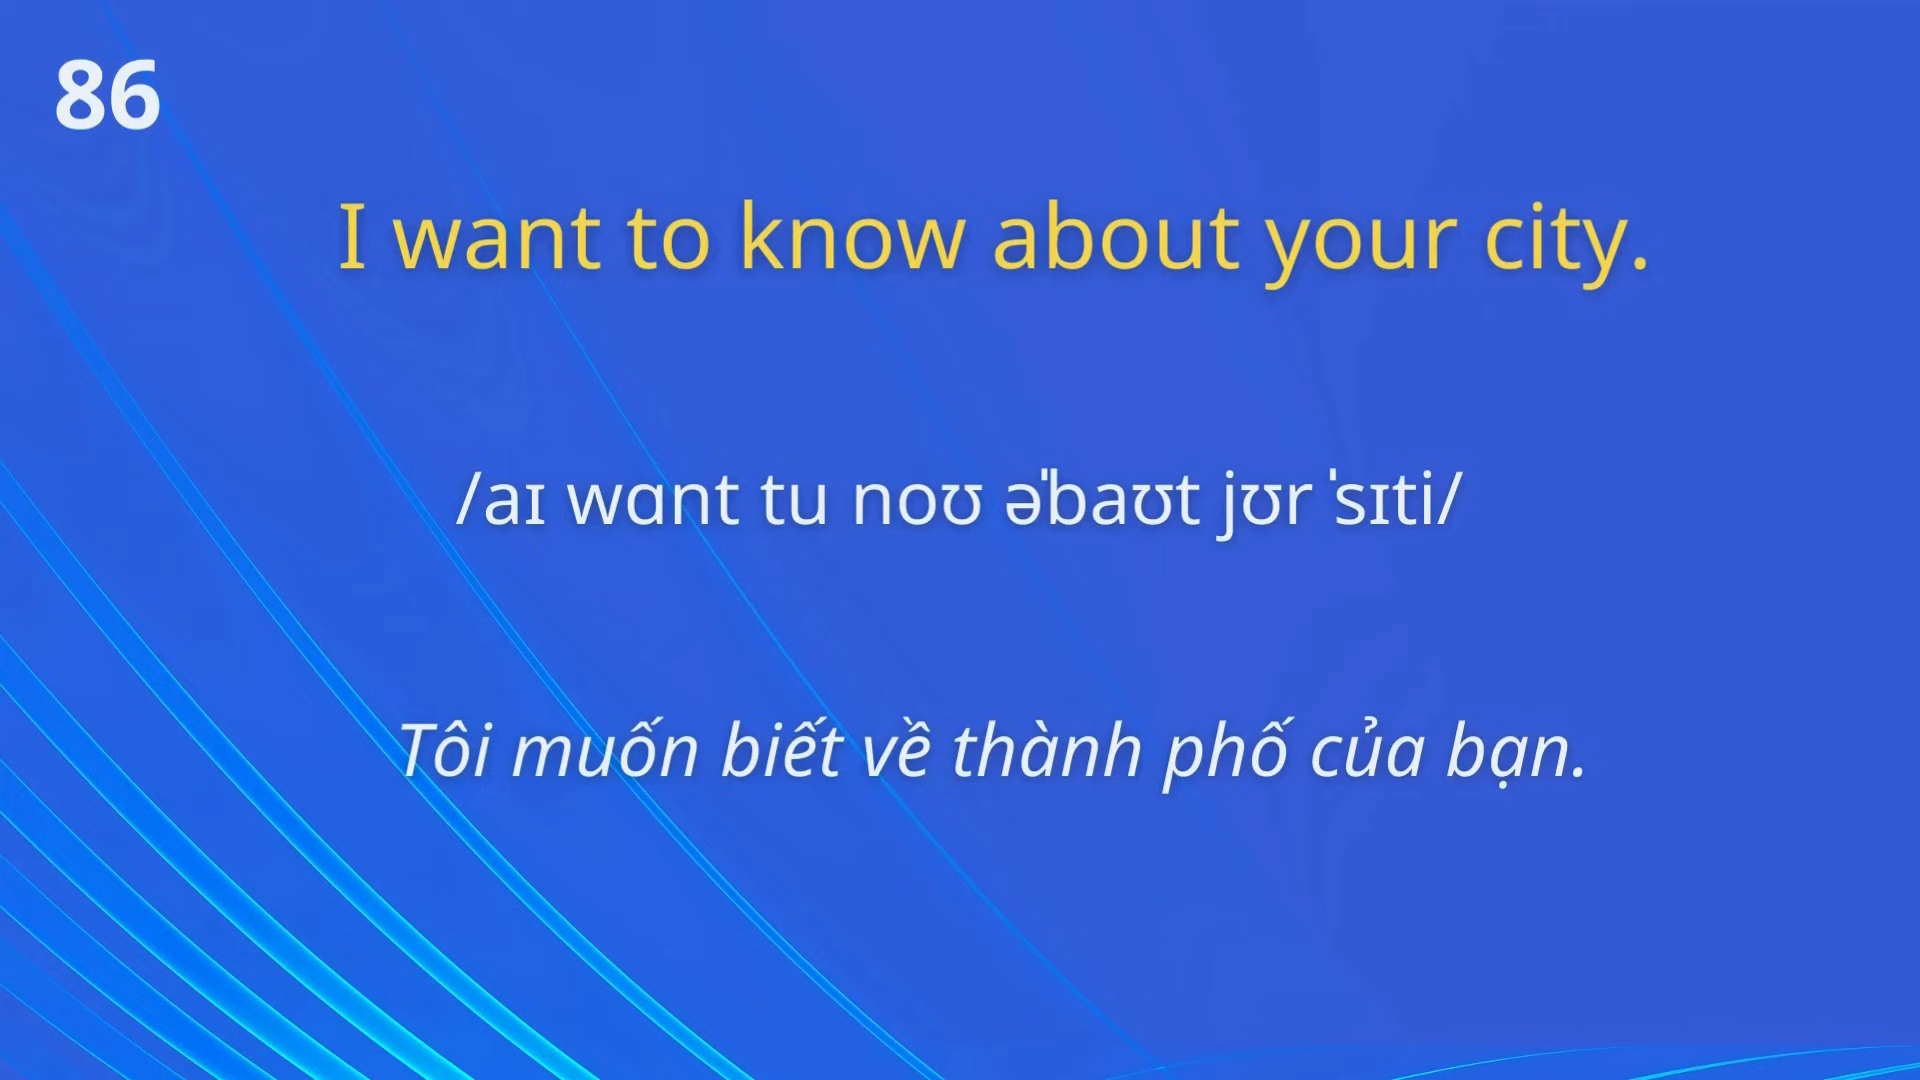 86
I want to know about your city.
/aɪ wɑnt tu noʊ əˈbaʊt jʊr ˈsɪti/
Tôi muốn biết về thành phố của bạn.